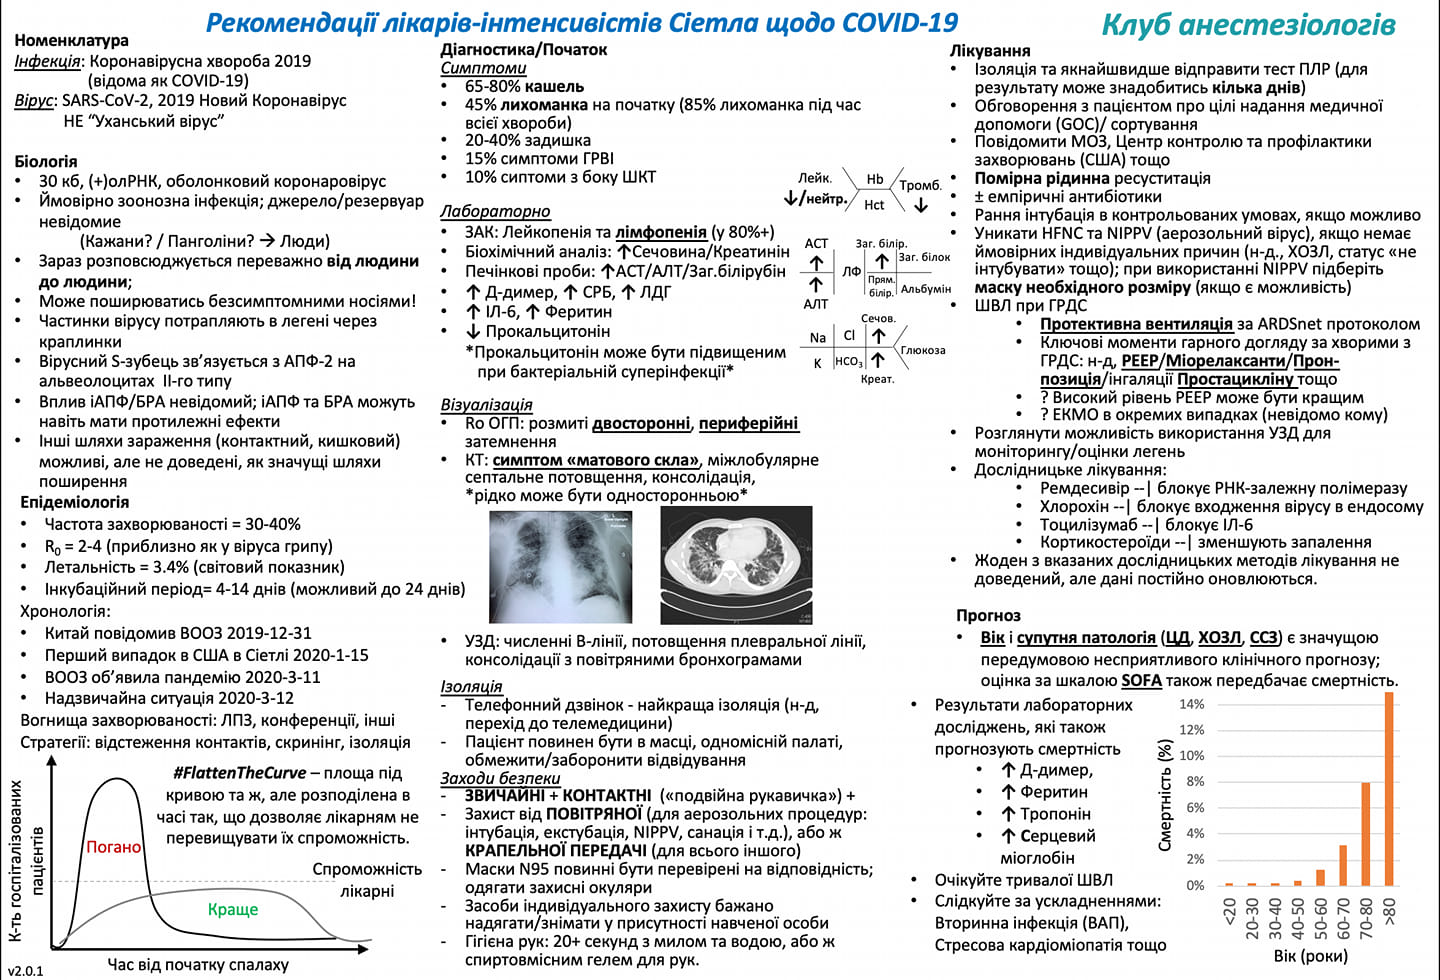 Рекомендації лікарів-інтенсивістів Сіетла щодо COVID-19
Клуб анестезіологів
Номенклатура
Інфекція: Коронавірусна хвороба 2019
(відома як COVID-19)
Вірус: SARS-CoV-2, 2019 Новий Коронавірус
НЕ “Уханський вірус”
Біологія
• 30 кб, (+)олРНК, оболонковий коронаровірус
• Ймовірно зоонозна інфекція; джерело/резервуар
невідомие
(Кажани? / Панголіни? → Люди)
• Зараз розповсюджується переважно від людини
до людини;
• Може поширюватись безсимптомними носіями!
• Частинки вірусу потрапляють в легені через
краплинки
• Вірусний S-зубець зв’язується з АПФ-2 на
альвеолоцитах II-го типу
• Вплив іАПФ/БРА невідомий; іАПФ та БРА можуть
навіть мати протилежні ефекти
• Інші шляхи зараження (контактний, кишковий)
можливі, але не доведені, як значущі шляхи
поширення
Епідеміологія
• Частота захворюваності = 30-40%
• R0 = 2-4 (приблизно як у віруса грипу)
• Летальність = 3.4% (світовий показник)
• Інкубаційний період= 4-14 днів (можливий до 24 днів)
Хронологія:
• Китай повідомив ВООЗ 2019-12-31
• Перший випадок в США в Сіетлі 2020-1-15
• ВООЗ об’явила пандемію 2020-3-11
• Надзвичайна ситуація 2020-3-12
Вогнища захворюваності: ЛПЗ, конференції, інші
Стратегії: відстеження контактів, скринінг, ізоляція
#FlattenTheCurve – площа під
кривою та ж, але розподілена в
часі так, що дозволяє лікарням не
перевищувати їх спроможність.
Погано
Спроможність
лікарні
Краще
К-ть госпіталізованих
пацієнтів
Час від початку спалаху
v2.0.1
Діагностика/Початок
Симптоми
• 65-80% кашель
• 45% лихоманка на початку (85% лихоманка під час
всієї хвороби)
• 20-40% задишка
• 15% симптоми ГРВІ
• 10% сиптоми з боку ШКТ
Лабораторно
• ЗАК: Лейкопенія та лімфопенія (у 80%+)
• Біохімічний аналіз: ↑Сечовина/Креатинін
• Печінкові проби: ↑АСТ/АЛТ/Заг.білірубін
• ↑ Д-димер, ↑ СРБ, ↑ ЛДГ
• ↑ ІЛ-6, ↑ Феритин
• ↓ Прокальцитонін
*Прокальцитонін може бути підвищеним
при бактеріальній суперінфекції*
Лейк.
↓/нейтр.
Hb
Hct
Тромб.
↓
АСТ
↑
↑
АЛТ
ЛФ
Заг. білір.
↑
Прям.
білір.
Заг. білок
Альбумін
Na
K
Cl
HCO3
Сечов.
↑
↑
Креат.
Глюкоза
Візуалізація
• Ro ОГП: розмиті двосторонні, периферійні
затемнення
• КТ: симптом «матового скла», міжлобулярне
септальне потовщення, консолідація,
*рідко може бути односторонньою*
• УЗД: численні B-лінії, потовщення плевральної лінії,
консолідації з повітряними бронхограмами
Ізоляція
- Телефонний дзвінок - найкраща ізоляція (н-д,
перехід до телемедицини)
- Пацієнт повинен бути в масці, одномісній палаті,
обмежити/заборонити відвідування
Заходи безпеки
- ЗВИЧАЙНІ + КОНТАКТНІ («подвійна рукавичка») +
- Захист від ПОВІТРЯНОЇ (для аерозольних процедур:
інтубація, екстубація, NIPPV, санація і т.д.), або ж
КРАПЕЛЬНОЇ ПЕРЕДАЧІ (для всього іншого)
- Маски N95 повинні бути перевірені на відповідність;
одягати захисні окуляри
- Засоби індивідуального захисту бажано
надягати/знімати у присутності навченої особи
- Гігієна рук: 20+ секунд з милом та водою, або ж
спиртовмісним гелем для рук.
Лікування
• Ізоляція та якнайшвидше відправити тест ПЛР (для
результату може знадобитись кілька днів)
• Обговорення з пацієнтом про цілі надання медичної
допомоги (GOC)/ сортування
• Повідомити МОЗ, Центр контролю та профілактики
захворювань (США) тощо
• Помірна рідинна ресуститація
• ± емпіричні антибіотики
• Рання інтубація в контрольованих умовах, якщо можливо
• Уникати HFNC та NIPPV (аерозольний вірус), якщо немає
ймовірних індивідуальних причин (н-д., ХОЗЛ, статус «не
інтубувати» тощо); при використанні NIPPV підберіть
маску необхідного розміру (якщо є можливість)
• ШВЛ при ГРДС
• Протективна вентиляція за ARDSnet протоколом
• Ключові моменти гарного догляду за хворими з
ГРДС: н-д, PEEP/Міорелаксанти/Прон-
позиція/інгаляції Простацикліну тощо
• ? Високий рівень PEEP може бути кращим
• ? ЕКМО в окремих випадках (невідомо кому)
• Розглянути можливість використання УЗД для
моніторингу/оцінки легень
• Дослідницьке лікування:
• Ремдесивір --| блокує РНК-залежну полімеразу
• Хлорохін --| блокує входження вірусу в ендосому
• Тоцилізумаб --| блокує ІЛ-6
• Кортикостероїди --| зменшують запалення
• Жоден з вказаних дослідницьких методів лікування не
доведений, але дані постійно оновлюються.
Прогноз
• Вік і супутня патологія (ЦД, ХОЗЛ, ССЗ) є значущою
передумовою несприятливого клінічного прогнозу;
оцінка за шкалою SOFA також передбачає смертність.
• Результати лабораторних
досліджень, які також
прогнозують смертність
• ↑ Д-димер,
• ↑ Феритин
• ↑ Тропонін
• ↑ Серцевий
міоглобін
• Очікуйте тривалої ШВЛ
• Слідкуйте за ускладненнями:
Вторинна інфекція (ВАП),
Стресова кардіоміопатія тощо
Смертність (%)
14%
12%
10%
8%
6%
4%
2%
0%
<20
20-30
30-40
40-50
50-60
60-70
70-80
>80
Вік (роки)